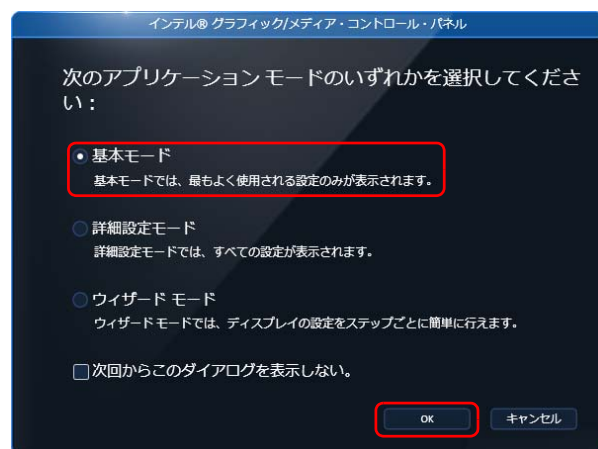 インテル® グラフィック/メディア・コントロール・パネル
次のアプリケーション モードのいずれかを選択してくださ
い：
基本モード
基本モードでは、最もよく使用される設定のみが表示されます。
詳細設定モード
詳細設定モードでは、すべての設定が表示されます。
ウィザード モード
ウィザード モードでは、ディスプレイの設定をステップごとに簡単に行えます。
次回からこのダイアログを表示しない。
OK キャンセル